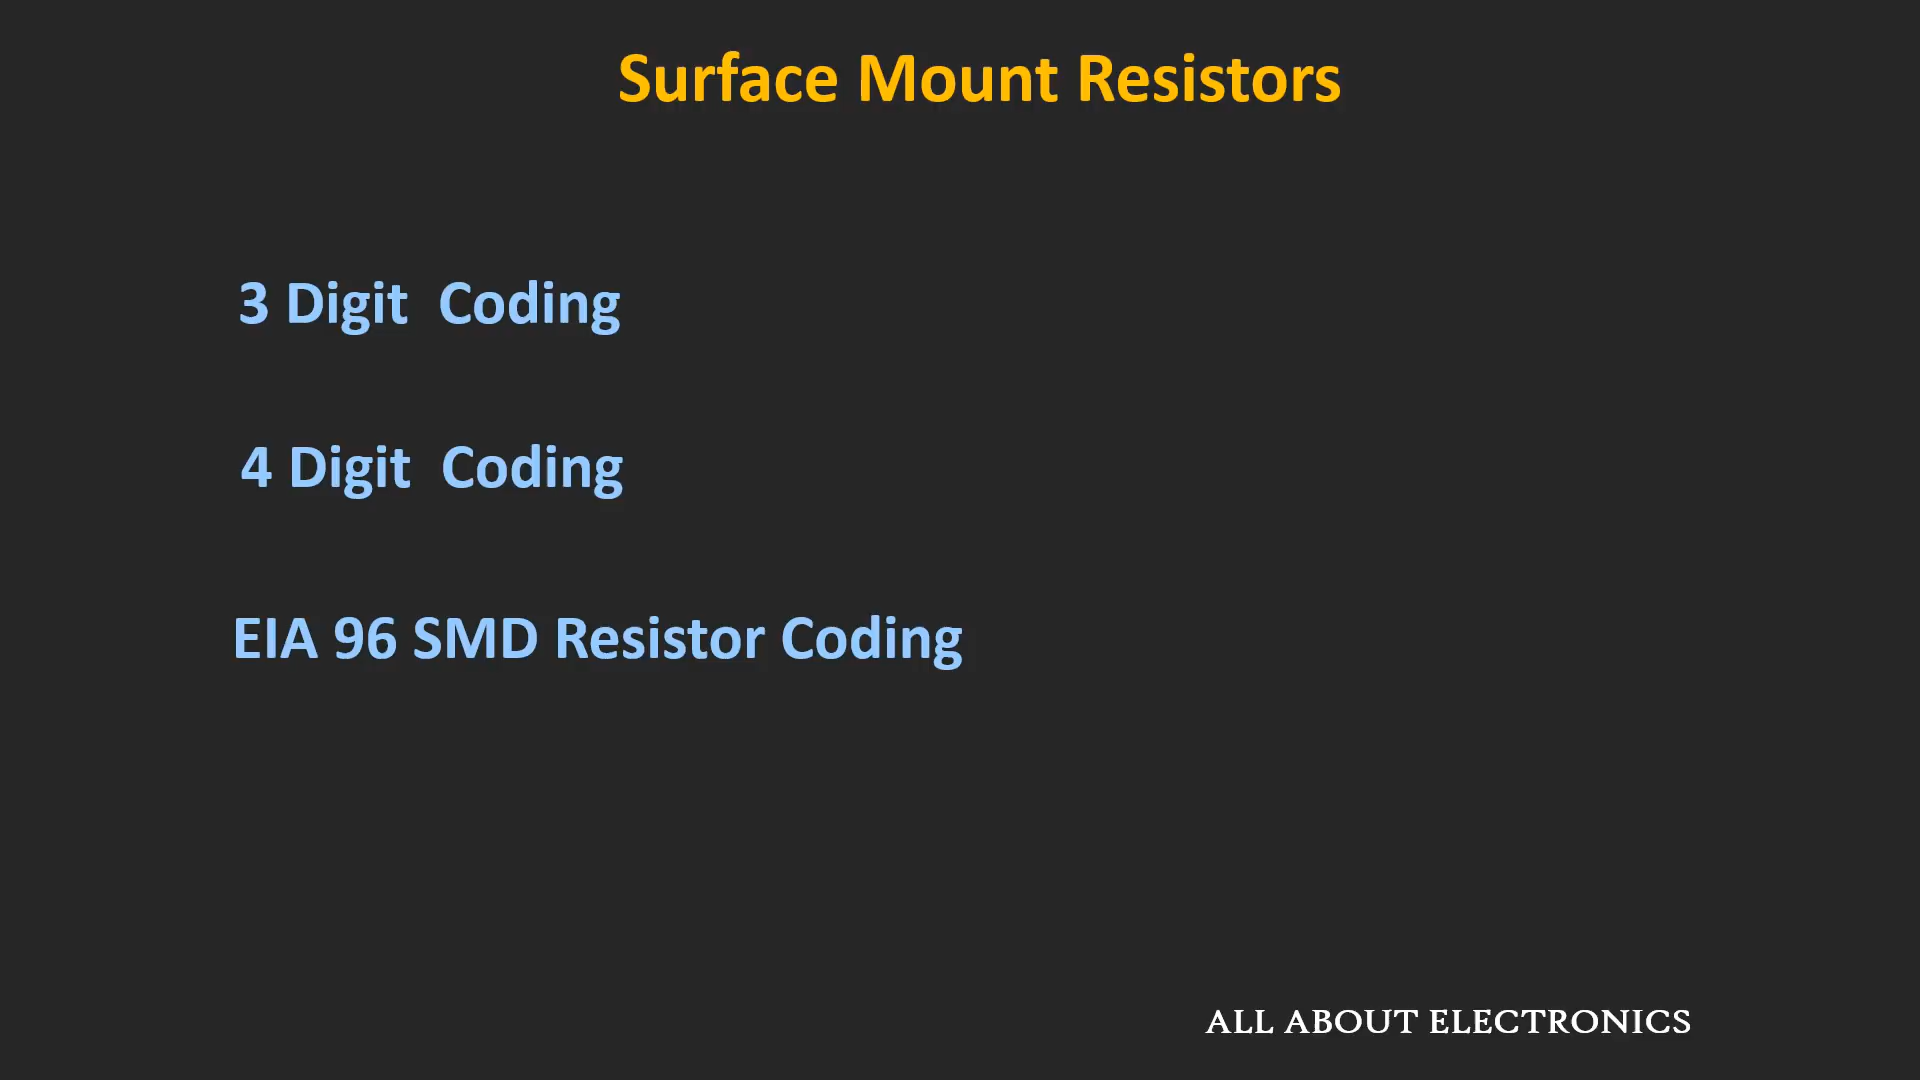 Surface Mount Resistors
3 Digit  Coding
4 Digit  Coding
EIA 96 SMD Resistor Coding
ALL ABOUT ELECTRONICS